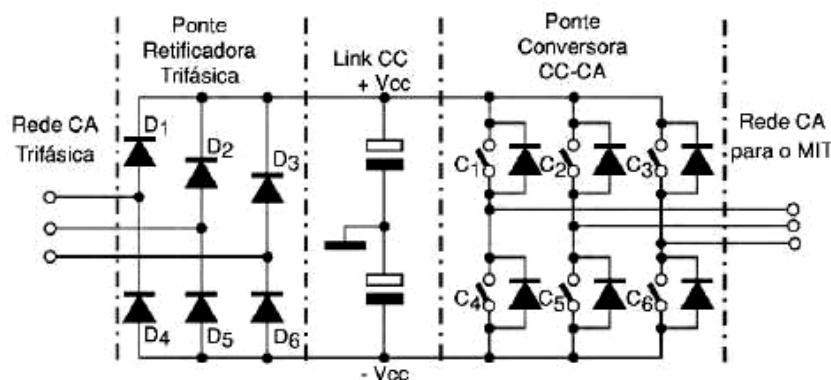 Ponte
Retificadora
Trifásica
Link CC
+ Vcc
Ponte
Conversora
CC-CA
Rede CA
Trifásica
D1
D2
D3
C1
C2
C3
Rede CA
para o MIT
D4
D5
D6
C4
C5
C6
- Vcc